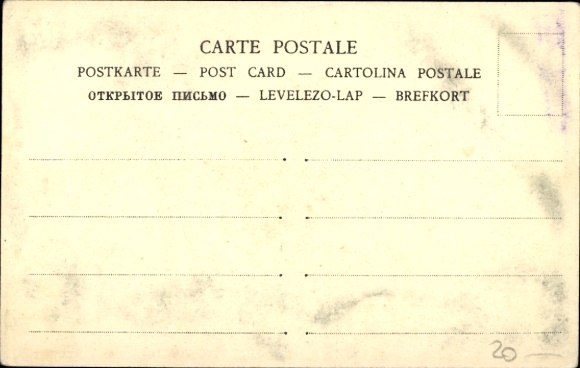 CARTE POSTALE
POSTKARTE — POST CARD — CARTOLINA POSTALE
ОТКРЫТОЕ ПИСЬМО — LEVELEZO-LAP — BREFKORT
20 —